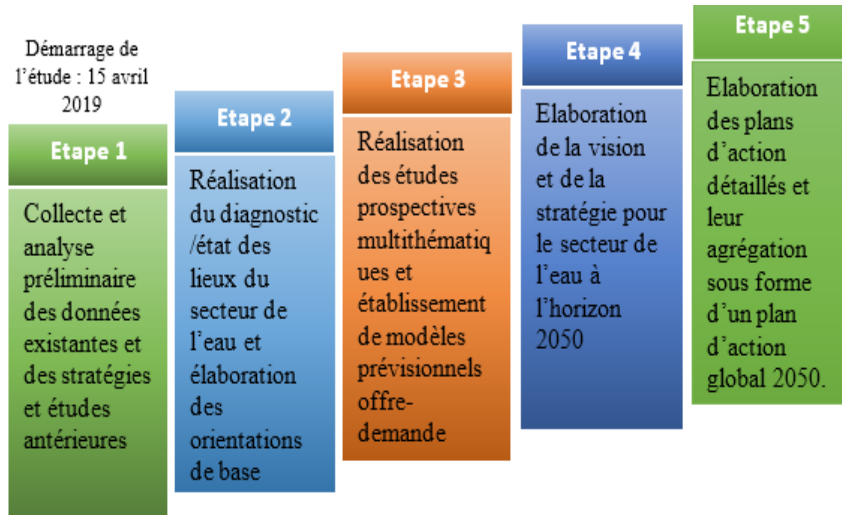 Démarrage de
l'étude : 15 avril
2019
Etape 1
Collecte et
analyse
préliminaire
des données
existantes et
des stratégies
et études
antérieures
Etape 2
Réalisation
du diagnostic
/état des
lieux du
secteur de
l'eau et
élaboration
des
orientations
de base
Etape 3
Réalisation
des études
prospectives
multithématiq
ues et
établissement
de modèles
prévisionnels
offre-
demande
Etape 4
Elaboration
de la vision
et de la
stratégie pour
le secteur de
l'eau à
l'horizon
2050
Etape 5
Elaboration
des plans
d'action
détaillés et
leur
agrégation
sous forme
d'un plan
d'action
global 2050.